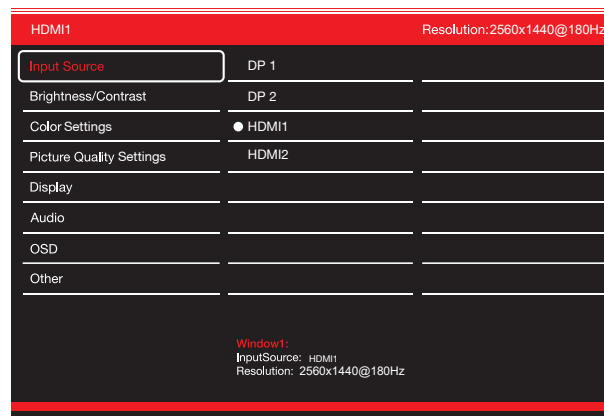 HDMI1 Resolution:2560x1440@180Hz
Input Source DP 1
Brightness/Contrast DP 2
Color Settings HDMI1
Picture Quality Settings HDMI2
Display
Audio
OSD
Other
Window1:
InputSource: HDMI1
Resolution: 2560x1440@180Hz